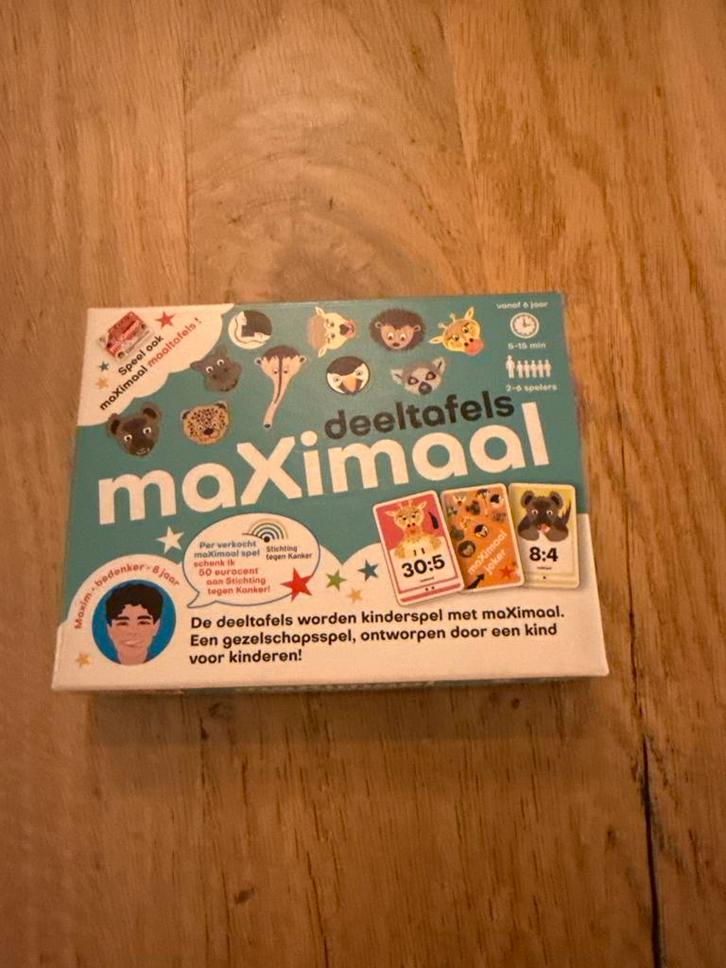 Speel ook
maXimaal maaltafels!
vanaf 6 jaar
5-15 min
2-6 spelers
deeltafels
maXimaal
Maxim - bedenker - 8 jaar
Per verkocht
maXimaal spel
schenk ik
50 eurocent
aan Stichting
tegen Kanker!
Stichting
tegen Kanker
30:5
maXimaal
joker
8:4
De deeltafels worden kinderspel met maXimaal.
Een gezelschapsspel, ontworpen door een kind
voor kinderen!